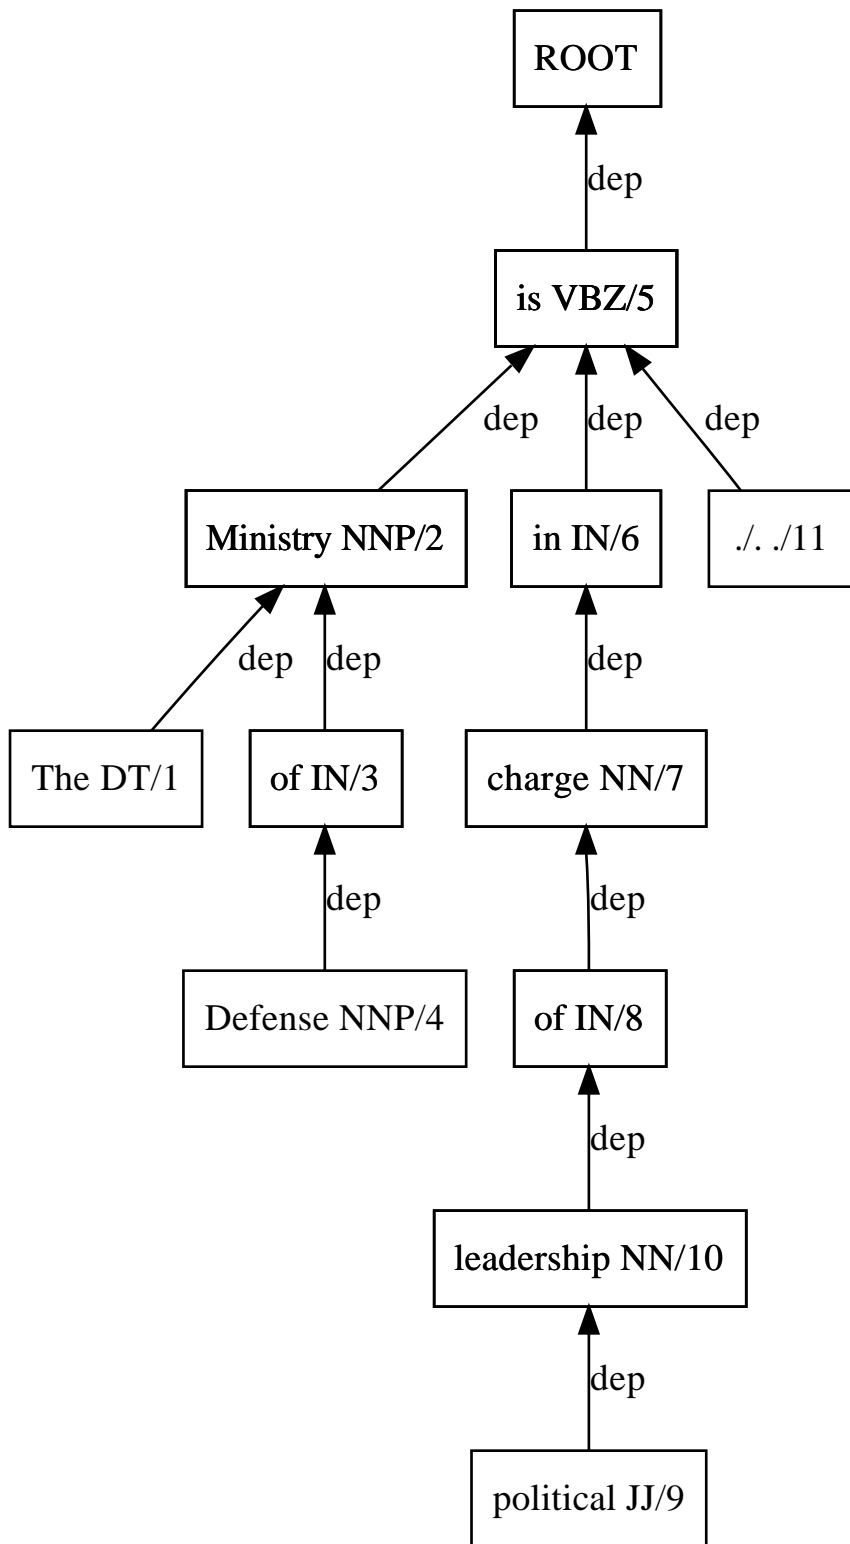 ROOT
dep
is VBZ/5
dep dep dep
Ministry NNP/2 in IN/6 ./. ./11
dep dep dep
The DT/1 of IN/3 charge NN/7
dep dep
Defense NNP/4 of IN/8
dep
leadership NN/10
dep
political JJ/9